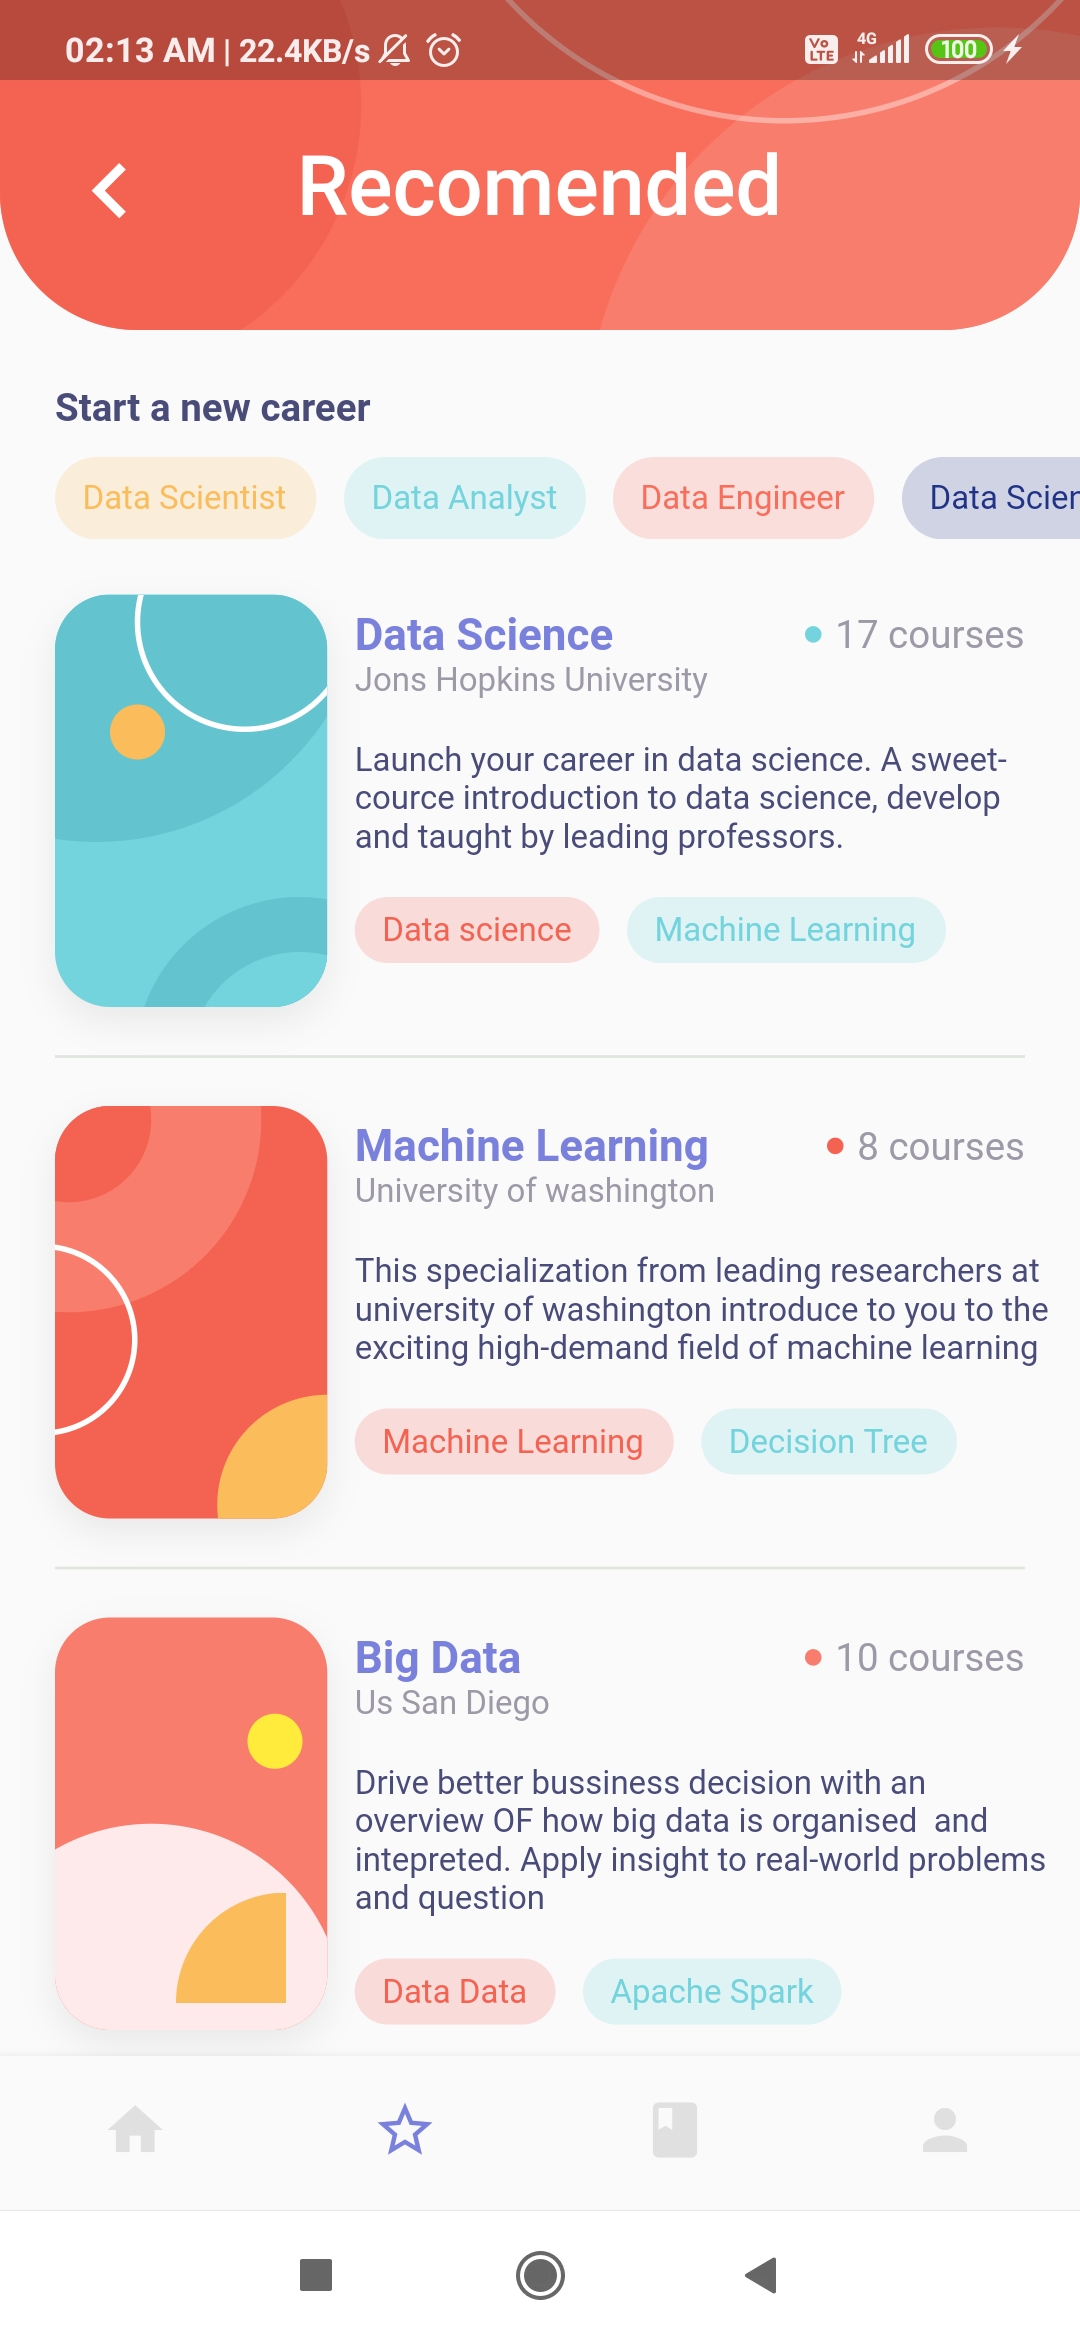 02:13 AM | 22.4KB/s
Vo LTE 4G 100
Recomended
Start a new career
Data Scientist Data Analyst Data Engineer Data Scien
Data Science 17 courses
Jons Hopkins University
Launch your career in data science. A sweet-
cource introduction to data science, develop
and taught by leading professors.
Data science Machine Learning
Machine Learning 8 courses
University of washington
This specialization from leading researchers at
university of washington introduce to you to the
exciting high-demand field of machine learning
Machine Learning Decision Tree
Big Data 10 courses
Us San Diego
Drive better bussiness decision with an
overview OF how big data is organised  and
intepreted. Apply insight to real-world problems
and question
Data Data Apache Spark